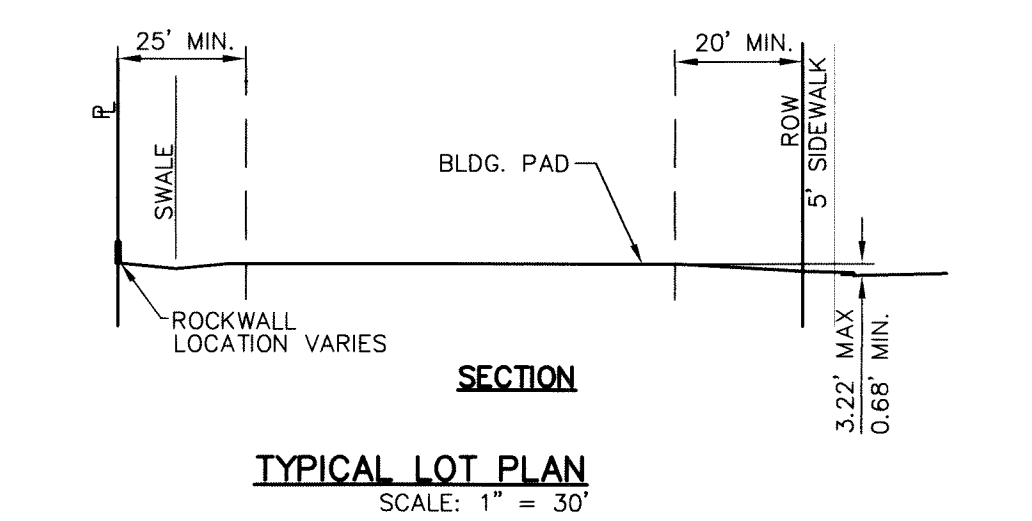 25' MIN.
20' MIN.
PL
SWALE
BLDG. PAD
ROW
5' SIDEWALK
ROCKWALL
LOCATION VARIES
3.22' MAX
0.68' MIN.
SECTION
TYPICAL LOT PLAN
SCALE: 1" = 30'